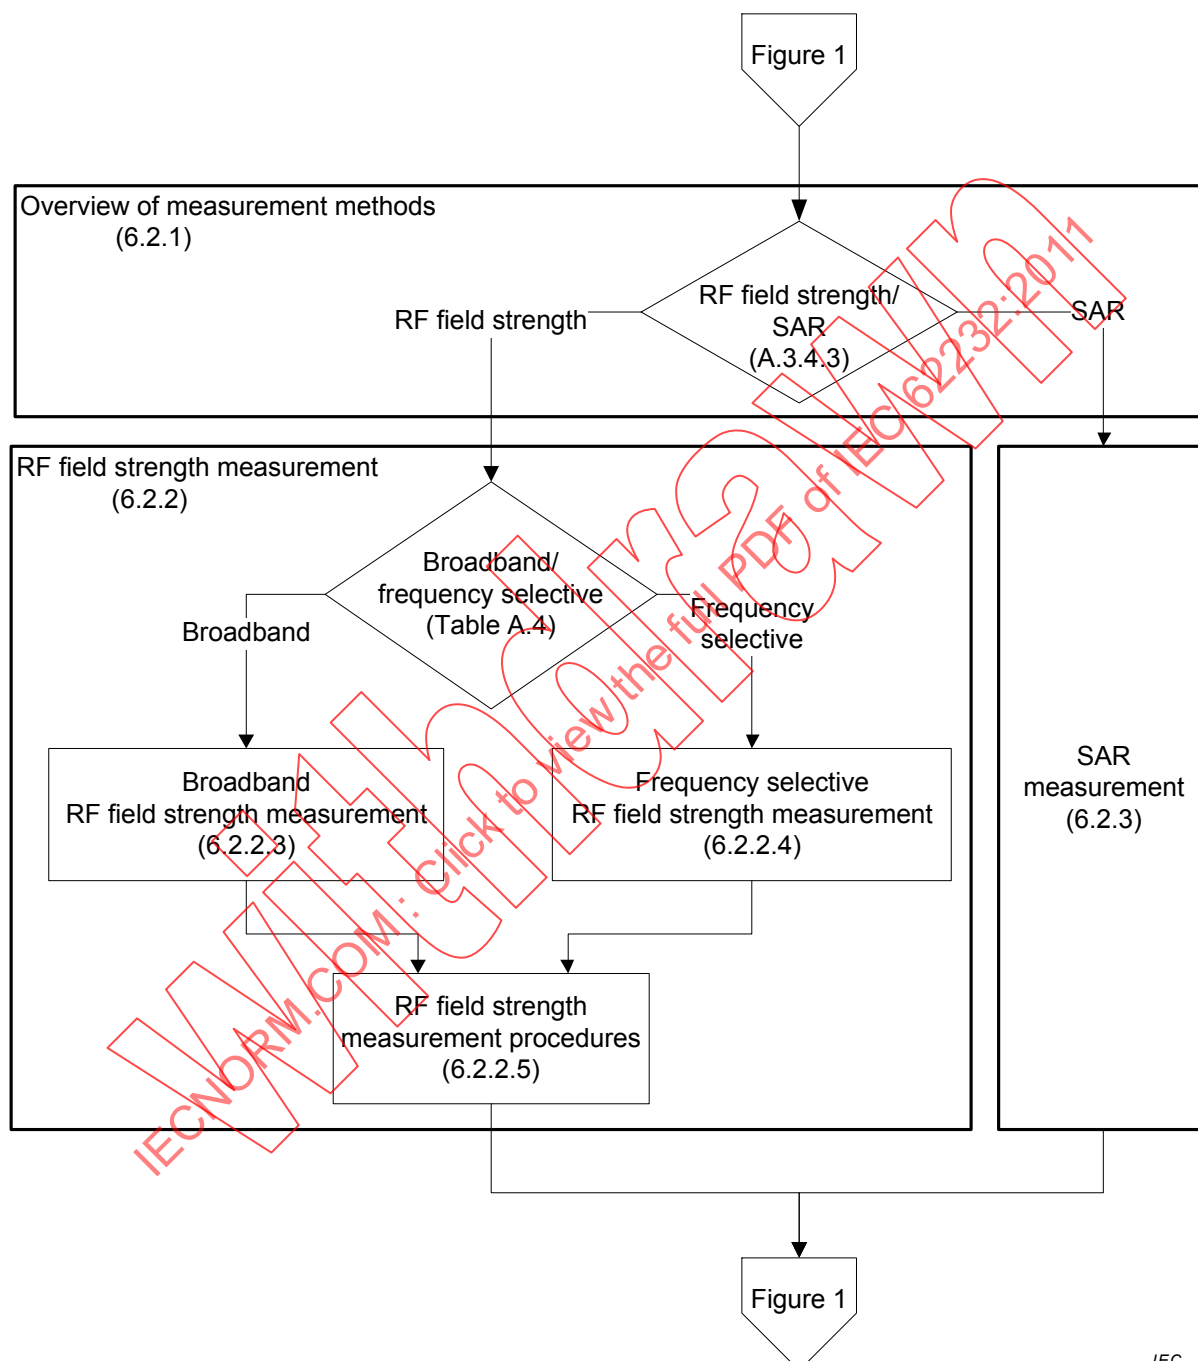 Figure 1
Overview of measurement methods
(6.2.1)
RF field strength/
SAR
(A.3.4.3)
RF field strength
SAR
RF field strength measurement
(6.2.2)
Broadband/
frequency selective
(Table A.4)
Broadband
Frequency
selective
Broadband
RF field strength measurement
(6.2.2.3)
Frequency selective
RF field strength measurement
(6.2.2.4)
SAR
measurement
(6.2.3)
RF field strength
measurement procedures
(6.2.2.5)
Figure 1
IEC
Withdrawn
IECNORM.COM : Click to view the full PDF of IEC 62232:2011